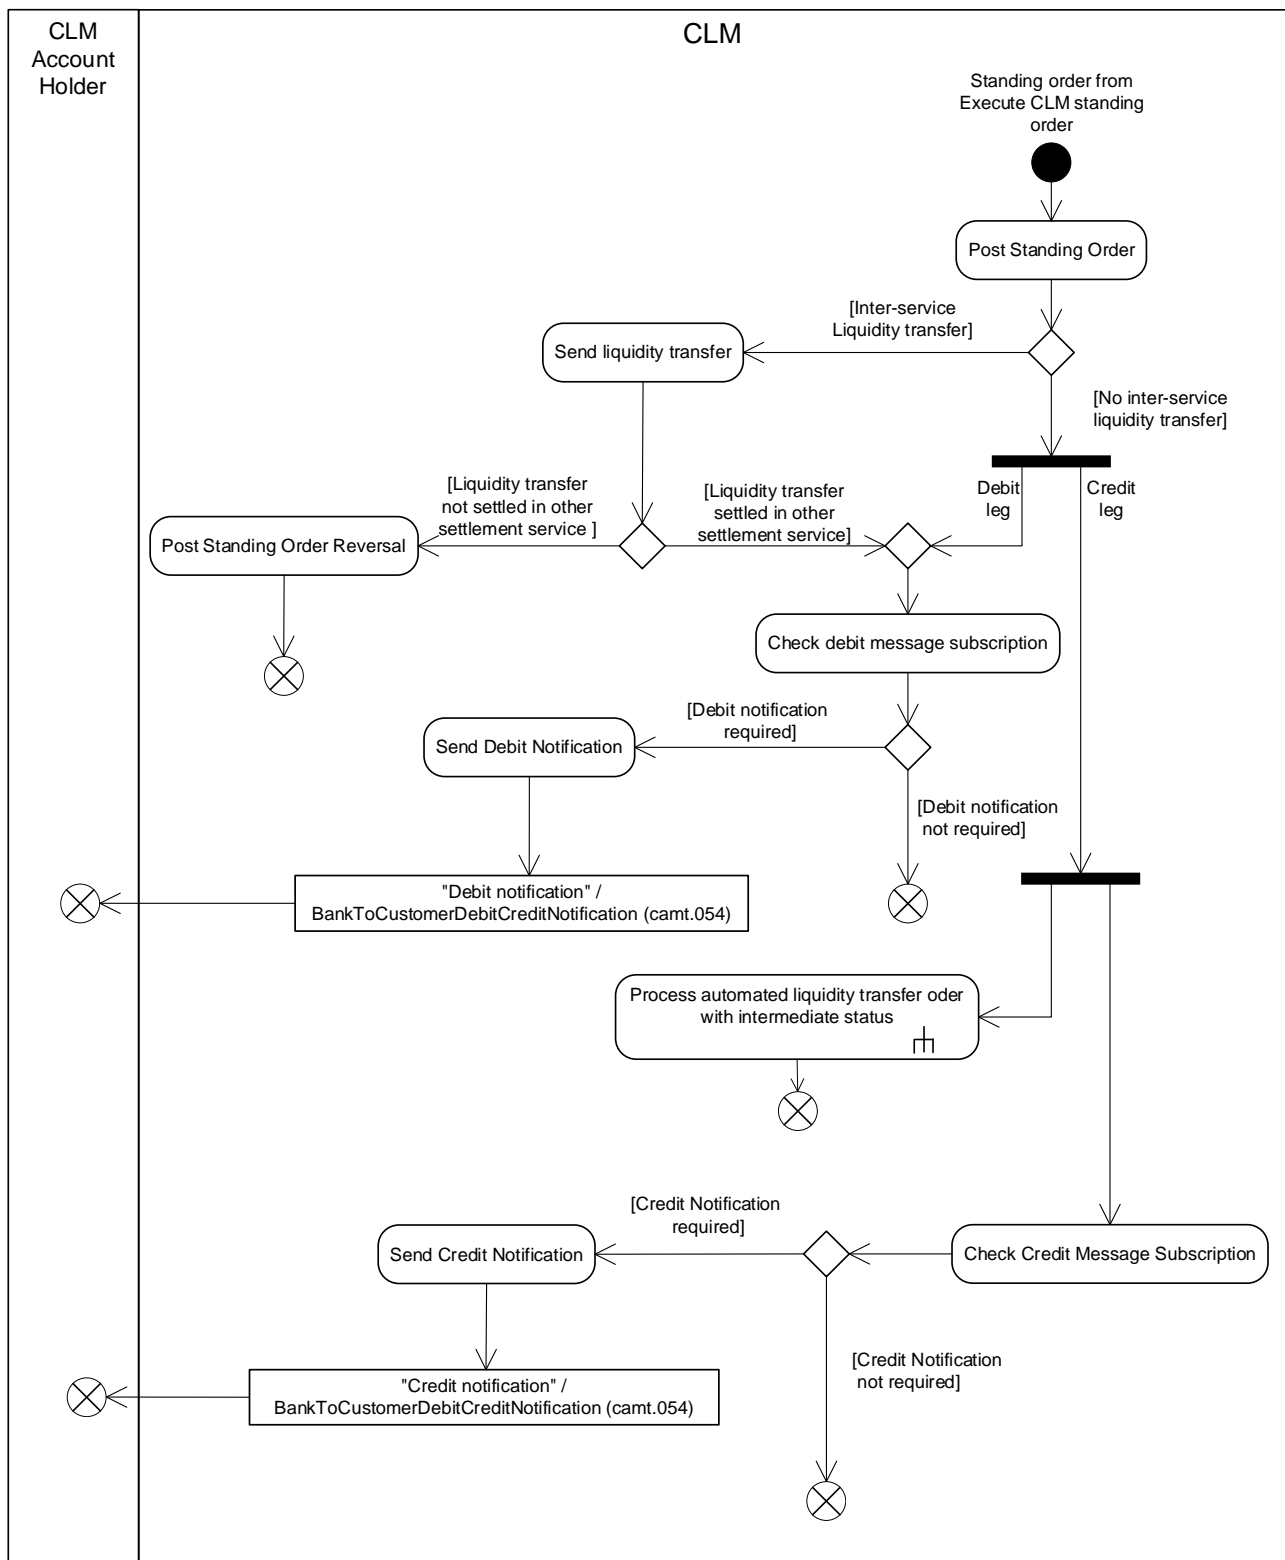 CLM
Account
Holder
CLM
Standing order from
Execute CLM standing
order
Post Standing Order
[Inter-service
Liquidity transfer]
Send liquidity transfer
[No inter-service
liquidity transfer]
[Liquidity transfer
not settled in other
settlement service ]
[Liquidity transfer
settled in other
settlement service]
Debit
leg
Credit
leg
Post Standing Order Reversal
Check debit message subscription
[Debit notification
required]
Send Debit Notification
[Debit notification
not required]
"Debit notification" /
BankToCustomerDebitCreditNotification (camt.054)
Process automated liquidity transfer oder
with intermediate status
[Credit Notification
required]
Send Credit Notification
Check Credit Message Subscription
[Credit Notification
not required]
"Credit notification" /
BankToCustomerDebitCreditNotification (camt.054)